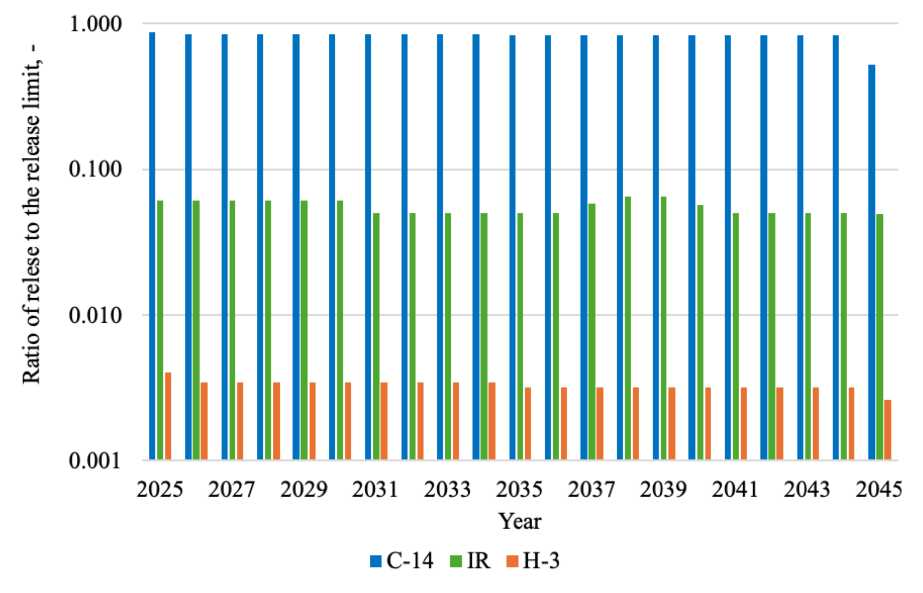 Ratio of relese to the release limit, -
1.000
0.100
0.010
0.001
2025 2027 2029 2031 2033 2035 2037 2039 2041 2043 2045
Year
C-14 IR H-3